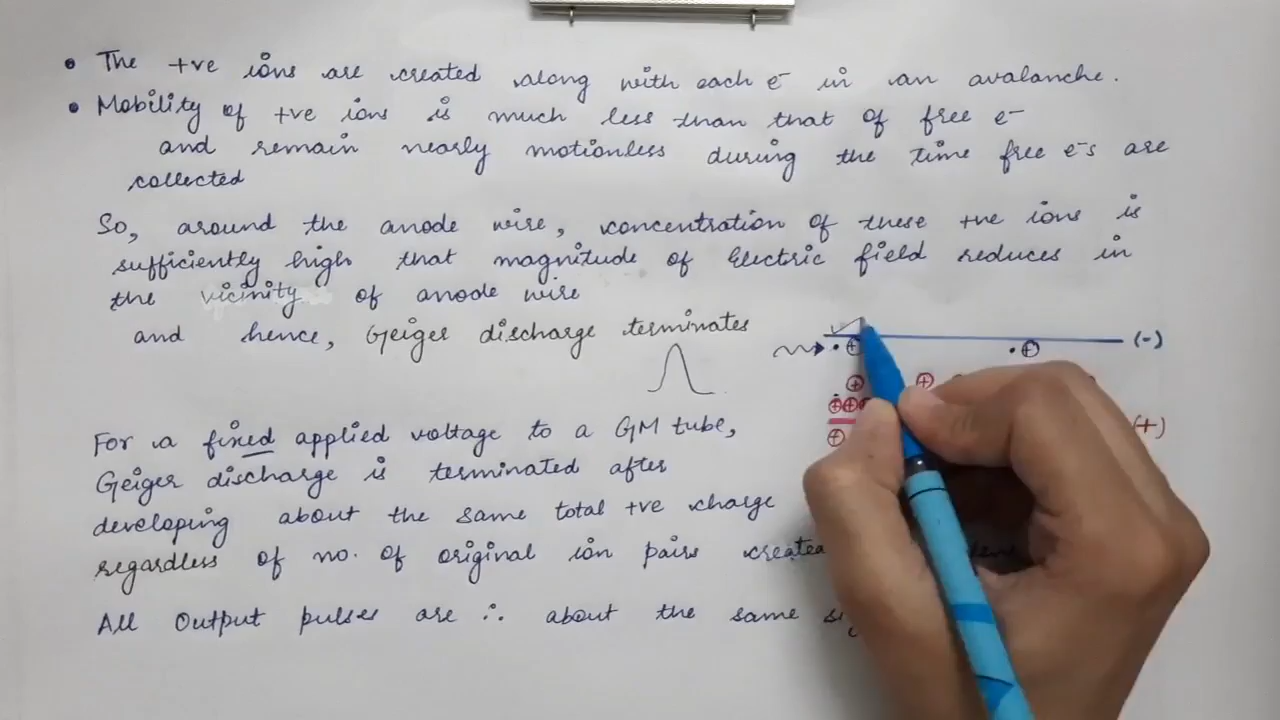 • The +ve ions are created along with each e⁻ in an avalanche.
• Mobility of +ve ions is much less than that of free e⁻
and remain nearly motionless during the time free e⁻s are
collected
So, around the anode wire, concentration of these +ve ions is
sufficiently high that magnitude of Electric field reduces in
the vicinity of anode wire
and hence, Geiger discharge terminates
(-)
(+)
For a fixed applied voltage to a GM tube,
Geiger discharge is terminated after
developing about the same total +ve charge
regardless of no. of original ion pairs created
All Output pulses are ∴ about the same